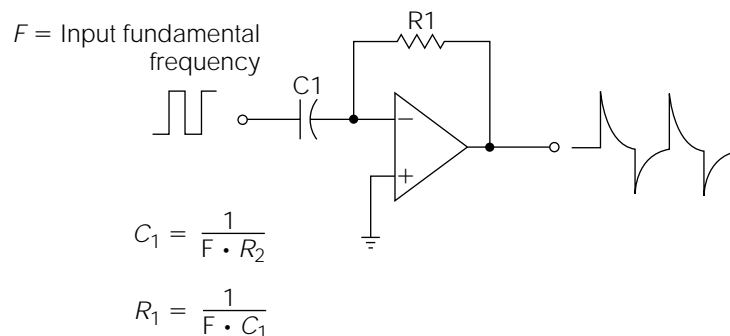 F = Input fundamental
frequency
R1
C1
−
+
C₁ = 1 / F • R₂
R₁ = 1 / F • C₁